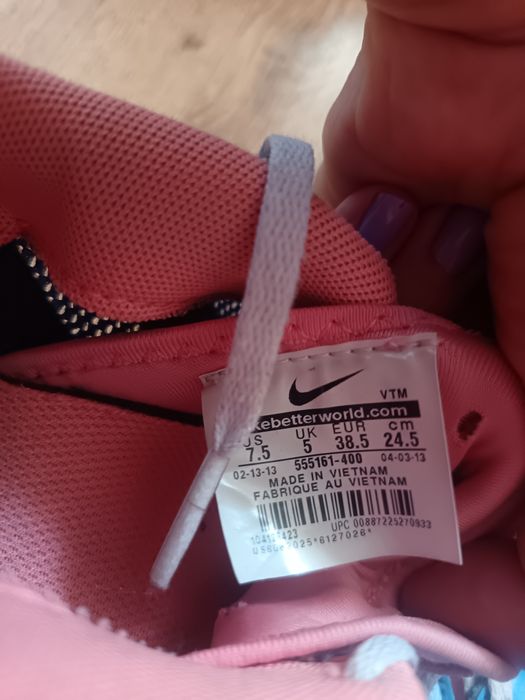 VTM
kebetterworld.com
US UK EUR cm
7.5 5 38.5 24.5
02-13-13 555161-400 04-03-13
MADE IN VIETNAM
FABRIQUE AU VIETNAM
UPC 00887225270933